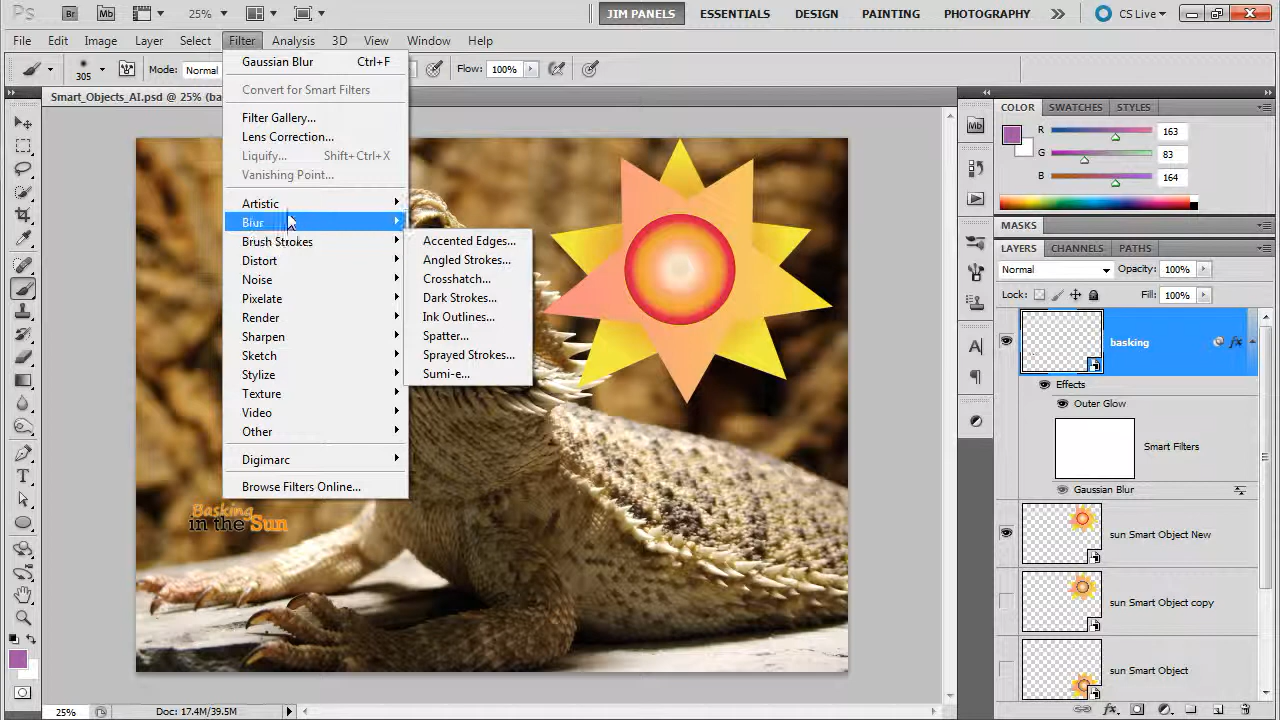 Ps
Br
Mb
25%
JIM PANELS
ESSENTIALS
DESIGN
PAINTING
PHOTOGRAPHY
CS Live
File Edit Image Layer Select Filter Analysis 3D View Window Help
305
Mode: Normal
Flow: 100%
Smart_Objects_AI.psd @ 25% (ba
Gaussian Blur Ctrl+F
Convert for Smart Filters
Filter Gallery...
Lens Correction...
Liquify... Shift+Ctrl+X
Vanishing Point...
Artistic
Blur
Brush Strokes
Distort
Noise
Pixelate
Render
Sharpen
Sketch
Stylize
Texture
Video
Other
Digimarc
Browse Filters Online...
Accented Edges...
Angled Strokes...
Crosshatch...
Dark Strokes...
Ink Outlines...
Spatter...
Sprayed Strokes...
Sumi-e...
Basking
in the Sun
Mb
COLOR SWATCHES STYLES
R 163
G 83
B 164
MASKS
LAYERS CHANNELS PATHS
Normal Opacity: 100%
Lock: Fill: 100%
basking fx
Effects
Outer Glow
Smart Filters
Gaussian Blur
sun Smart Object New
sun Smart Object copy
sun Smart Object
25%
Doc: 17.4M/39.5M